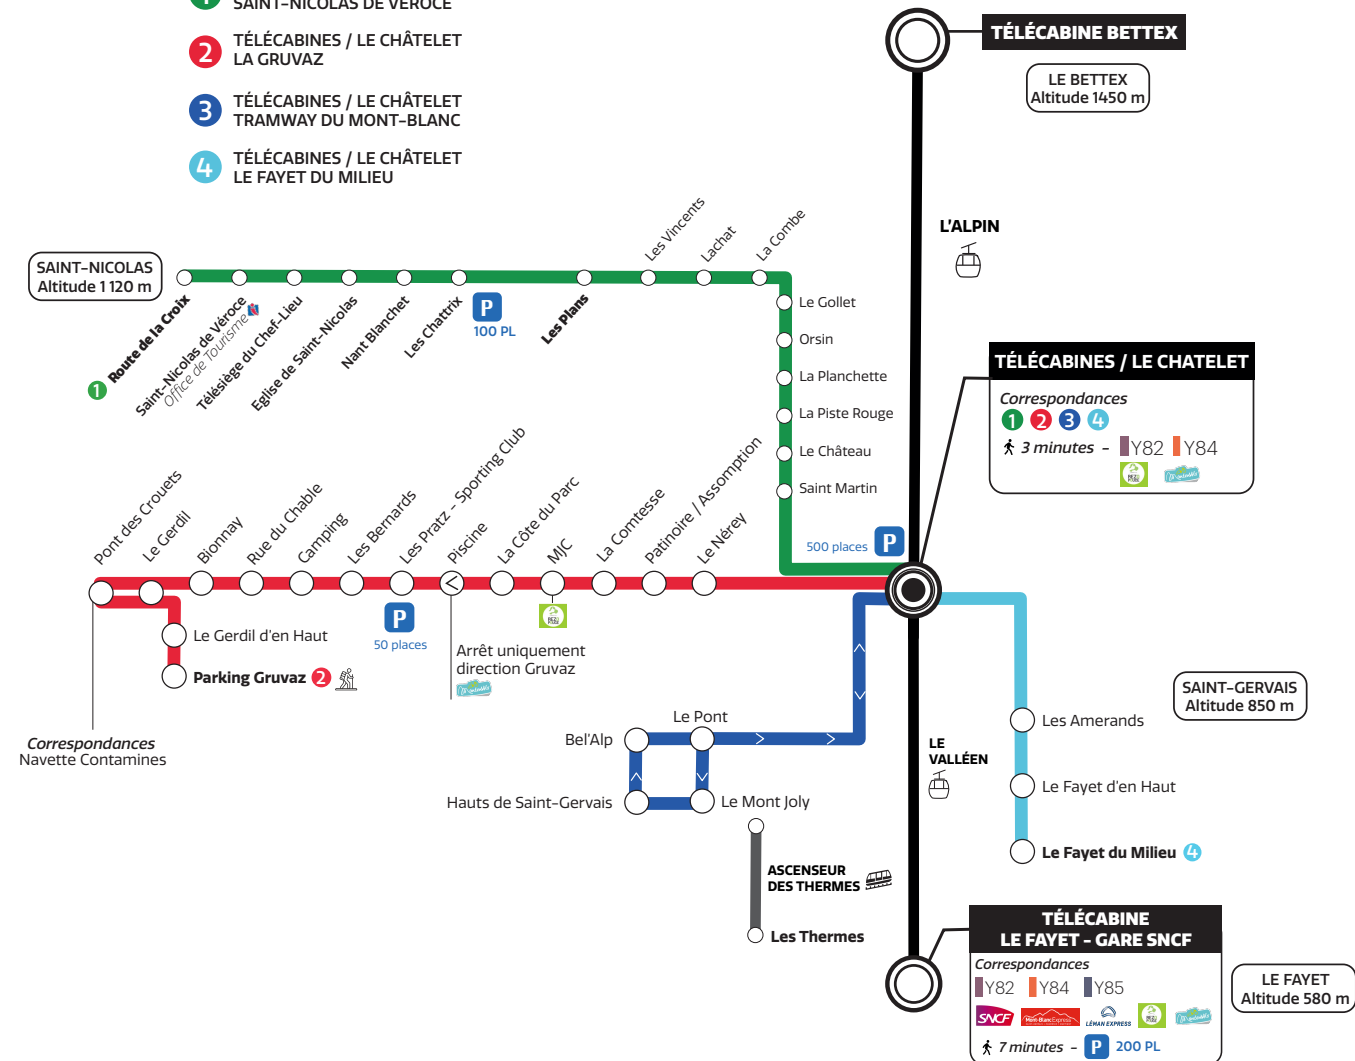 1
SAINT-NICOLAS DE VÉROCE
2
TÉLÉCABINES / LE CHÂTELET
LA GRUVAZ
3
TÉLÉCABINES / LE CHÂTELET
TRAMWAY DU MONT-BLANC
4
TÉLÉCABINES / LE CHÂTELET
LE FAYET DU MILIEU
TÉLÉCABINE BETTEX
LE BETTEX
Altitude 1450 m
L'ALPIN
SAINT-NICOLAS
Altitude 1 120 m
1 Route de la Croix
Saint-Nicolas de Véroce
Office de Tourisme
Télésiège du Chef-Lieu
Eglise de Saint-Nicolas
Nant Blanchet
Les Chattrix
P
100 PL
Les Plans
Les Vincents
Lachat
La Combe
Le Gollet
Orsin
La Planchette
La Piste Rouge
Le Château
Saint Martin
500 places P
TÉLÉCABINES / LE CHATELET
Correspondances
1 2 3 4
3 minutes - Y82 Y84
Pont des Crouets
Le Gerdil
Bionnay
Rue du Chable
Camping
Les Bernards
Les Pratz - Sporting Club
Piscine
La Côte du Parc
MJC
La Comtesse
Patinoire / Assomption
Le Nérey
P
50 places
Arrêt uniquement
direction Gruvaz
Le Gerdil d'en Haut
Parking Gruvaz 2
Correspondances
Navette Contamines
Le Pont
Bel'Alp
Hauts de Saint-Gervais
Le Mont Joly
LE
VALLÉEN
SAINT-GERVAIS
Altitude 850 m
Les Amerands
Le Fayet d'en Haut
Le Fayet du Milieu 4
ASCENSEUR
DES THERMES
Les Thermes
TÉLÉCABINE
LE FAYET - GARE SNCF
Correspondances
Y82 Y84 Y85
SNCF Mont-Blanc Express LÉMAN EXPRESS
7 minutes - P 200 PL
LE FAYET
Altitude 580 m